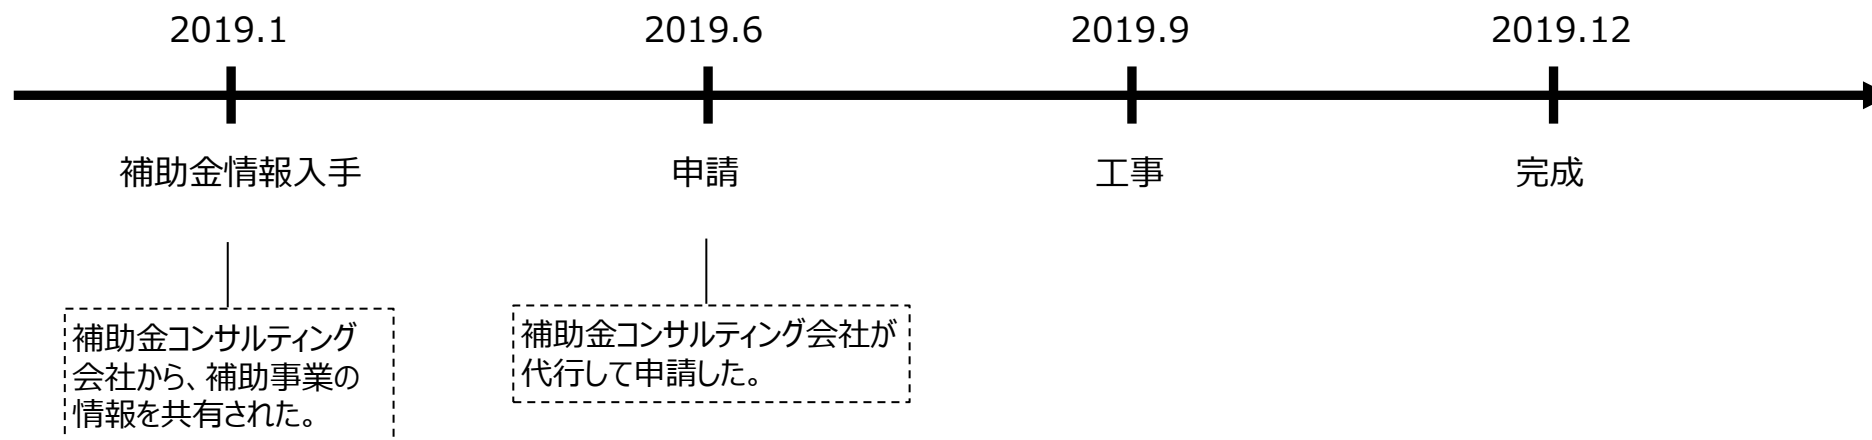 2019.1
2019.6
2019.9
2019.12
補助金情報入手
申請
工事
完成
補助金コンサルティング
会社から、補助事業の
情報を共有された。
補助金コンサルティング会社が
代行して申請した。